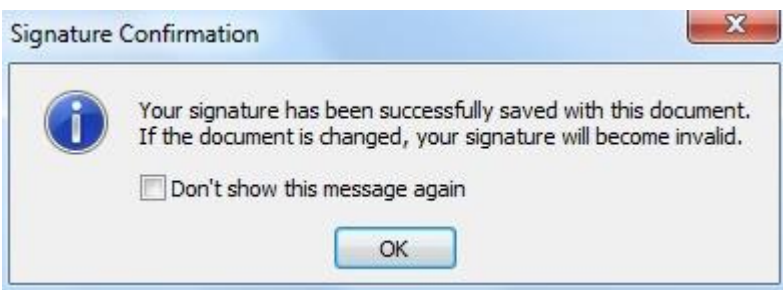 Signature Confirmation
Your signature has been successfully saved with this document.
If the document is changed, your signature will become invalid.
Don't show this message again
OK